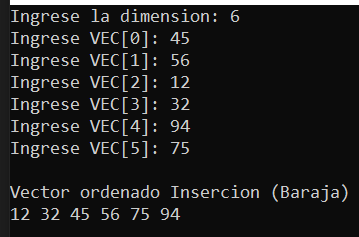 Ingrese la dimension: 6
Ingrese VEC[0]: 45
Ingrese VEC[1]: 56
Ingrese VEC[2]: 12
Ingrese VEC[3]: 32
Ingrese VEC[4]: 94
Ingrese VEC[5]: 75
Vector ordenado Insercion (Baraja)
12 32 45 56 75 94